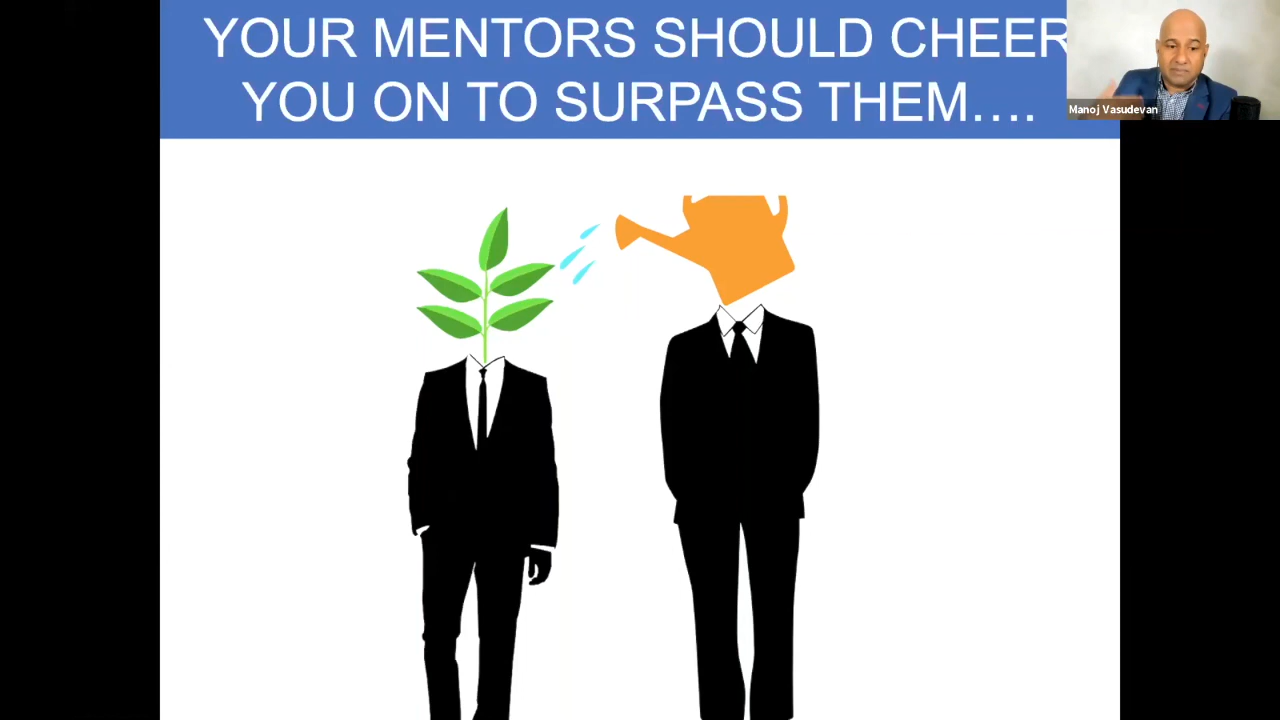 YOUR MENTORS SHOULD CHEER
YOU ON TO SURPASS THEM….
Manoj Vasudevan